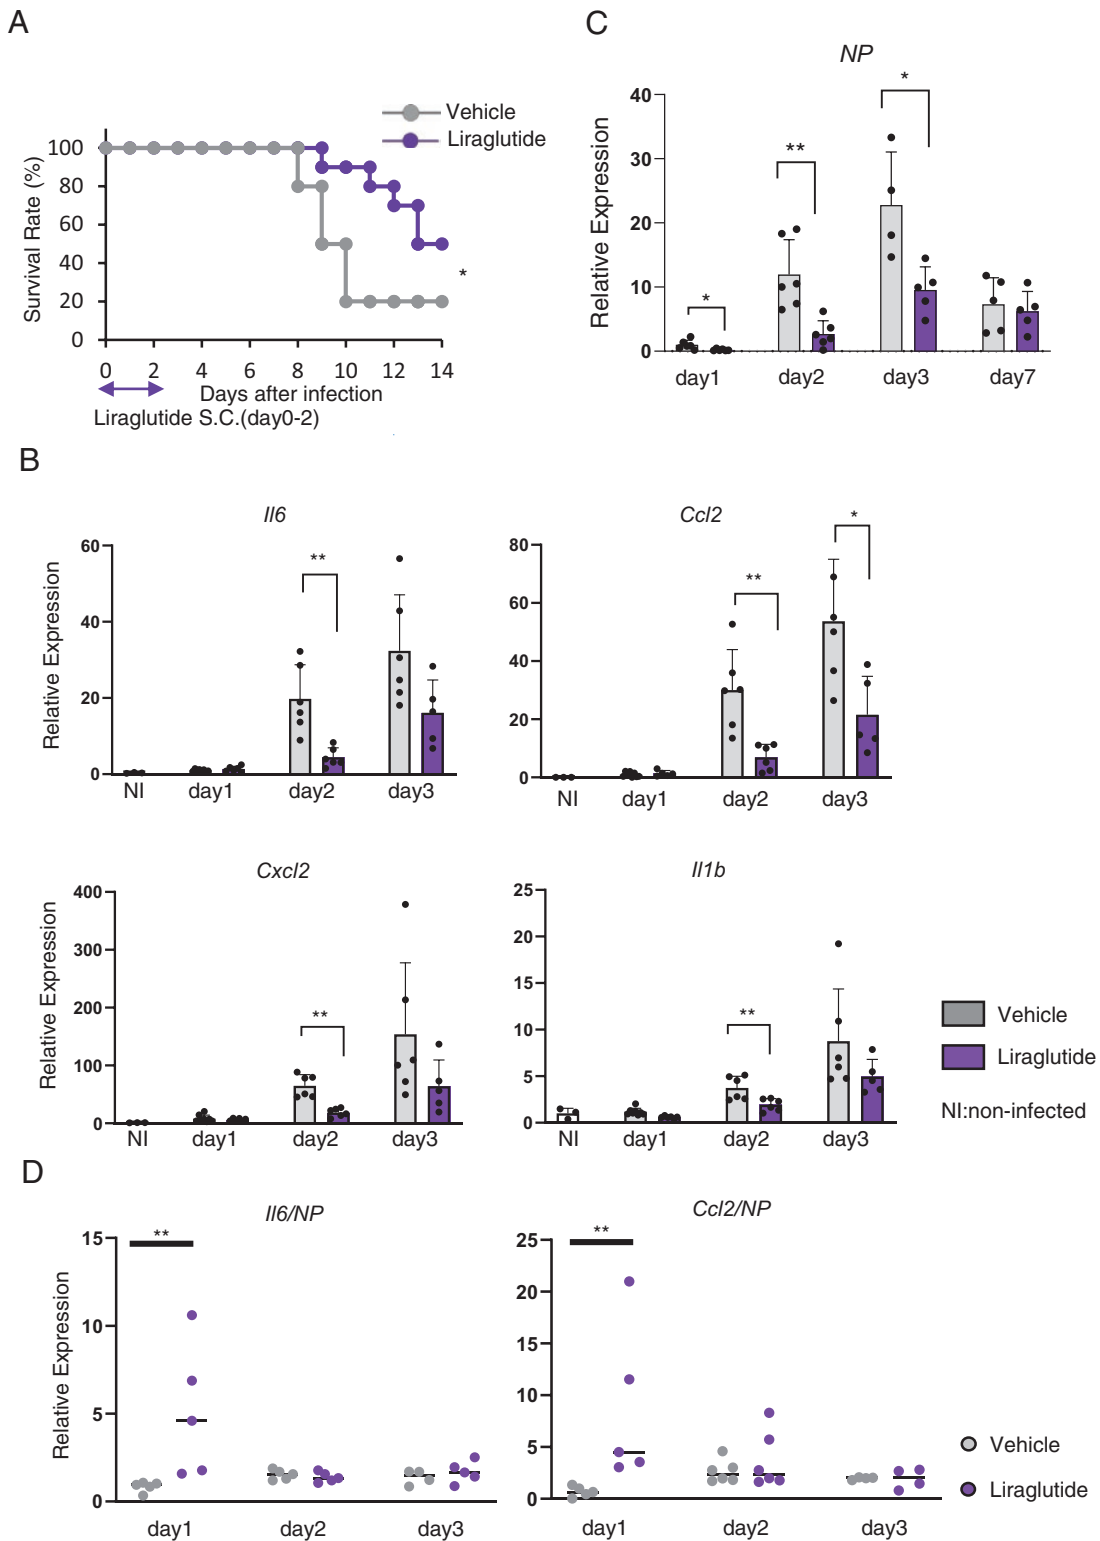 A
Vehicle
Liraglutide
Survival Rate (%)
100
80
60
40
20
0
0 2 4 6 8 10 12 14
Days after infection
Liraglutide S.C.(day0-2)
*
C
NP
Relative Expression
40
30
20
10
0
*
**
*
day1 day2 day3 day7
B
Il6
Relative Expression
60
40
20
0
**
NI day1 day2 day3
Ccl2
80
60
40
20
0
**
*
NI day1 day2 day3
Cxcl2
Relative Expression
400
300
200
100
0
**
NI day1 day2 day3
Il1b
25
20
15
10
5
0
**
NI day1 day2 day3
Vehicle
Liraglutide
NI:non-infected
D
Il6/NP
Relative Expression
15
10
5
0
**
day1 day2 day3
Ccl2/NP
25
20
15
10
5
0
**
day1 day2 day3
Vehicle
Liraglutide